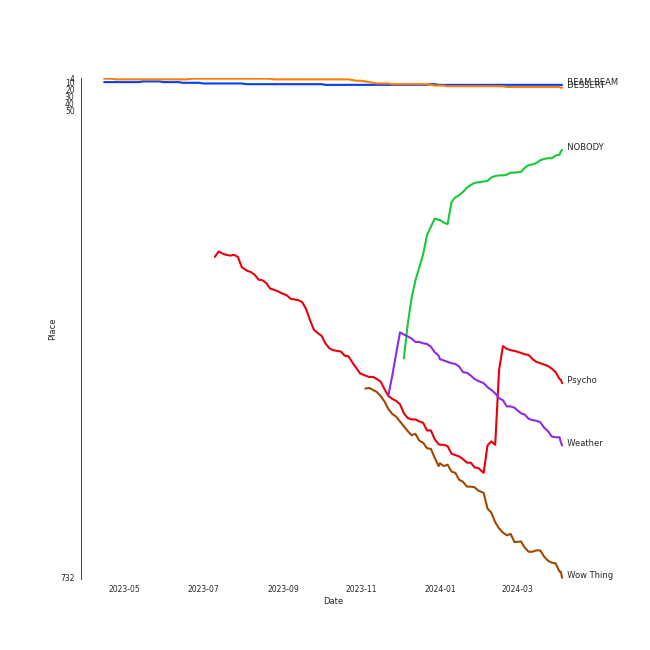 4
10
20
30
40
50
732
Place
BEAM BEAM
DESSERT
NOBODY
Psycho
Weather
Wow Thing
2023-05
2023-07
2023-09
2023-11
2024-01
2024-03
Date